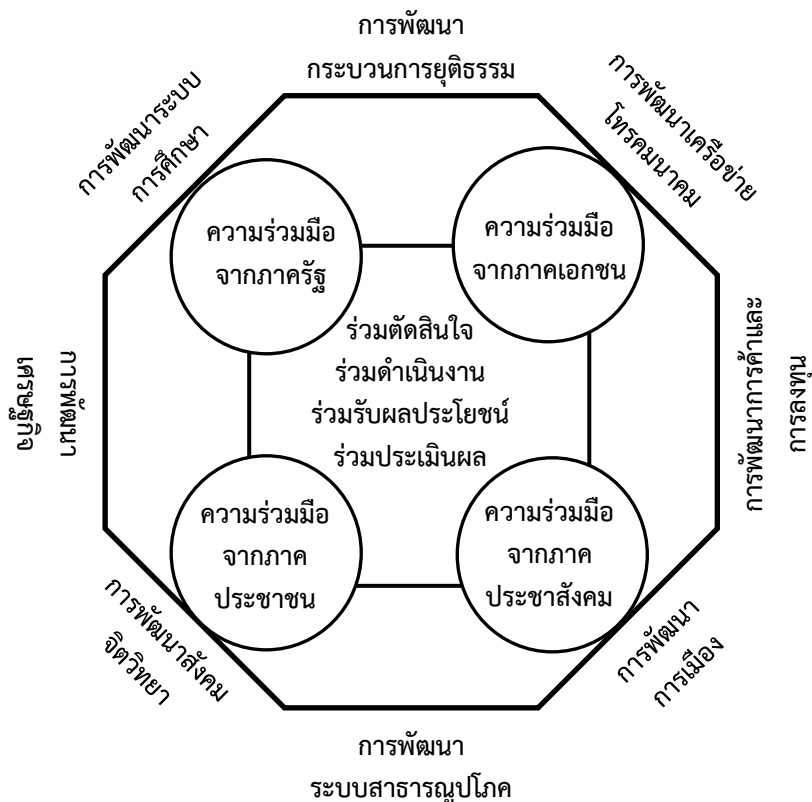 การพัฒนา
กระบวนการยุติธรรม
การพัฒนาระบบ
การศึกษา
การพัฒนาเครือข่าย
โทรคมนาคม
ความร่วมมือ
จากภาครัฐ
ความร่วมมือ
จากภาคเอกชน
ร่วมตัดสินใจ
ร่วมดำเนินงาน
ร่วมรับผลประโยชน์
ร่วมประเมินผล
การพัฒนา
เศรษฐกิจ
การพัฒนาการค้าและ
การลงทุน
ความร่วมมือ
จากภาค
ประชาชน
ความร่วมมือ
จากภาค
ประชาสังคม
การพัฒนาสังคม
จิตวิทยา
การพัฒนา
การเมือง
การพัฒนา
ระบบสาธารณูปโภค